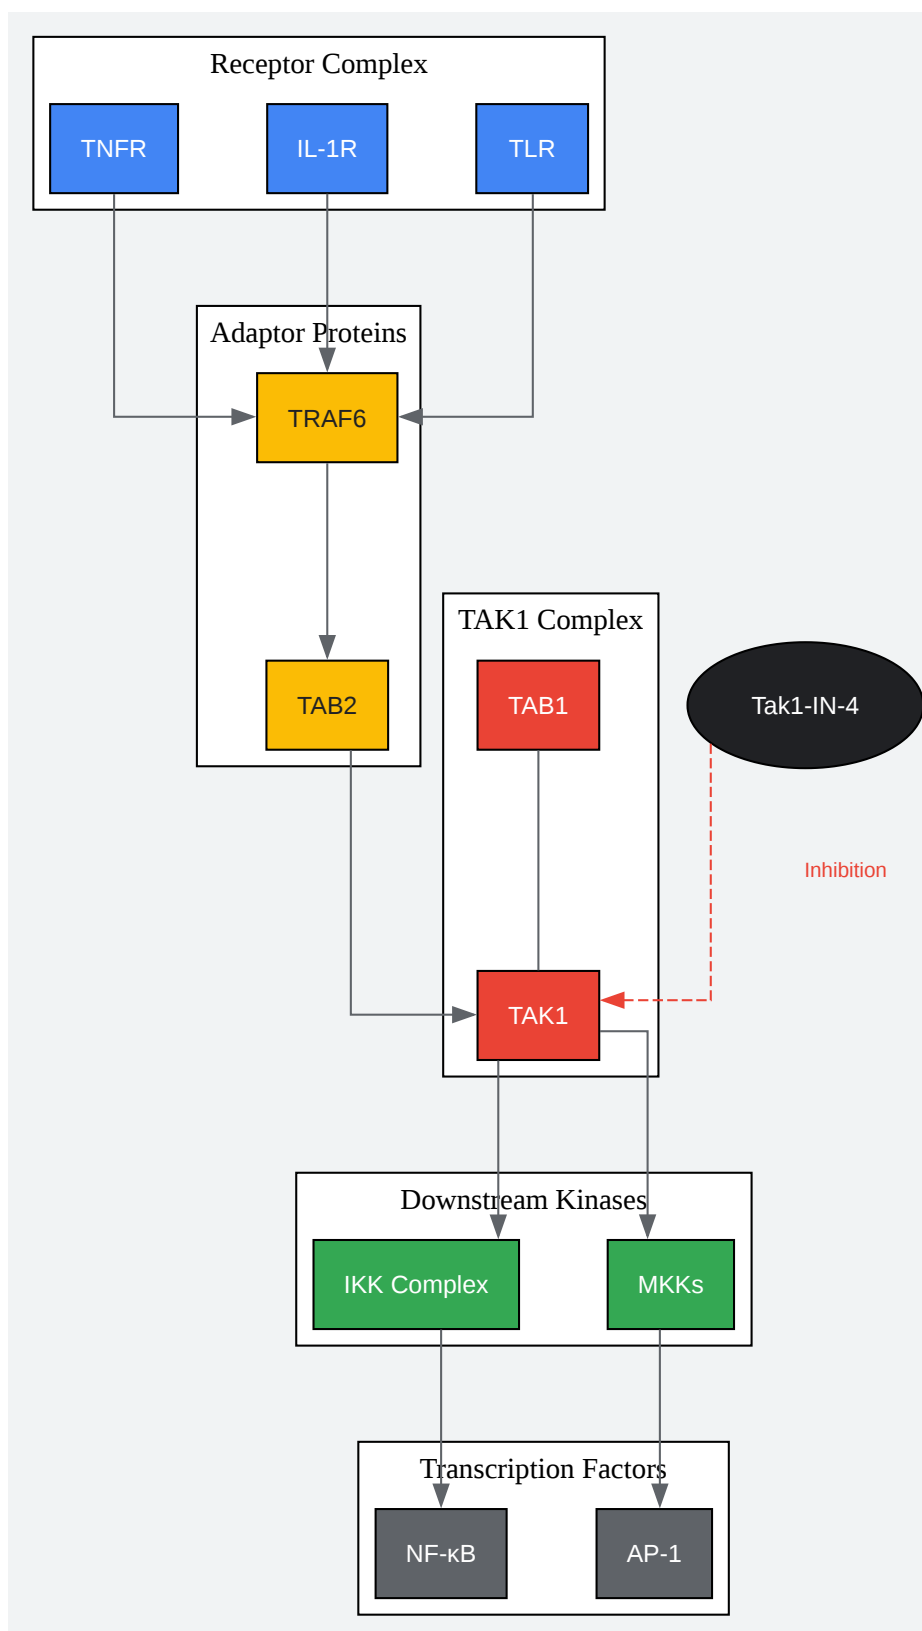 Receptor Complex
TNFR
IL-1R
TLR
Adaptor Proteins
TRAF6
TAB2
TAK1 Complex
TAB1
Tak1-IN-4
Inhibition
TAK1
Downstream Kinases
IKK Complex
MKKs
Transcription Factors
NF-κB
AP-1